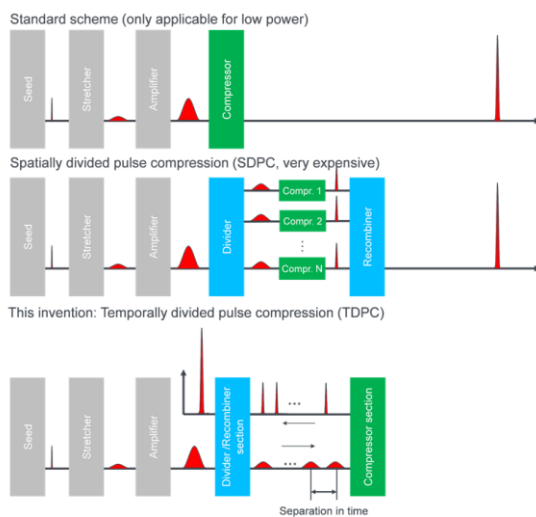 Standard scheme (only applicable for low power)
Seed
Stretcher
Amplifier
Compressor
Spatially divided pulse compression (SDPC, very expensive)
Seed
Stretcher
Amplifier
Divider
Compr. 1
Compr. 2
⋮
Compr. N
Recombiner
This invention: Temporally divided pulse compression (TDPC)
Seed
Stretcher
Amplifier
Divider /Recombiner
section
...
...
Compressor section
Separation in time